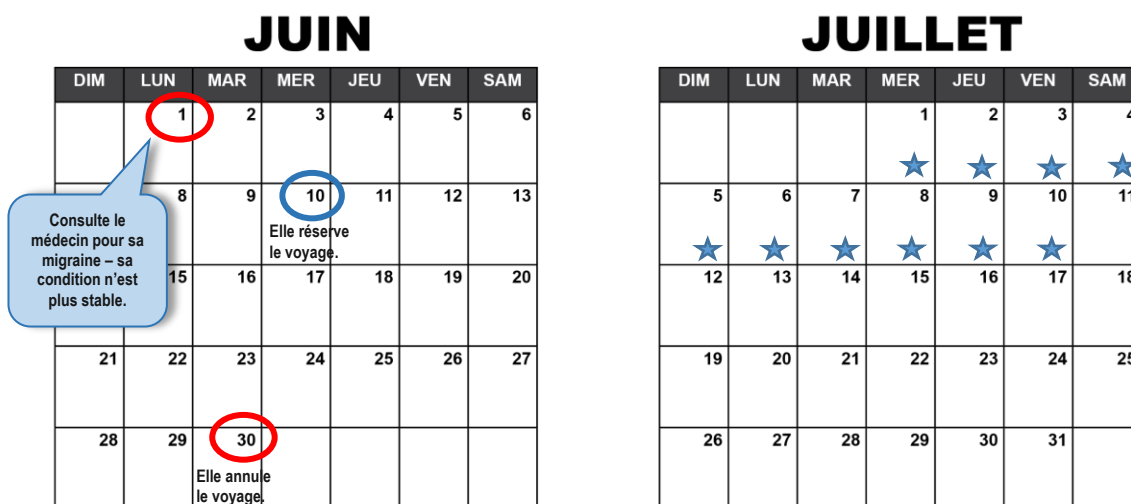 JUIN
DIM LUN MAR MER JEU VEN SAM
1 2 3 4 5 6
8 9 10 11 12 13
Elle réserve
le voyage.
Consulte le
médecin pour sa
migraine – sa
condition n'est
plus stable.
15 16 17 18 19 20
21 22 23 24 25 26 27
28 29 30
Elle annule
le voyage.
JUILLET
DIM LUN MAR MER JEU VEN SAM
1 2 3 4
5 6 7 8 9 10 11
12 13 14 15 16 17 18
19 20 21 22 23 24 25
26 27 28 29 30 31